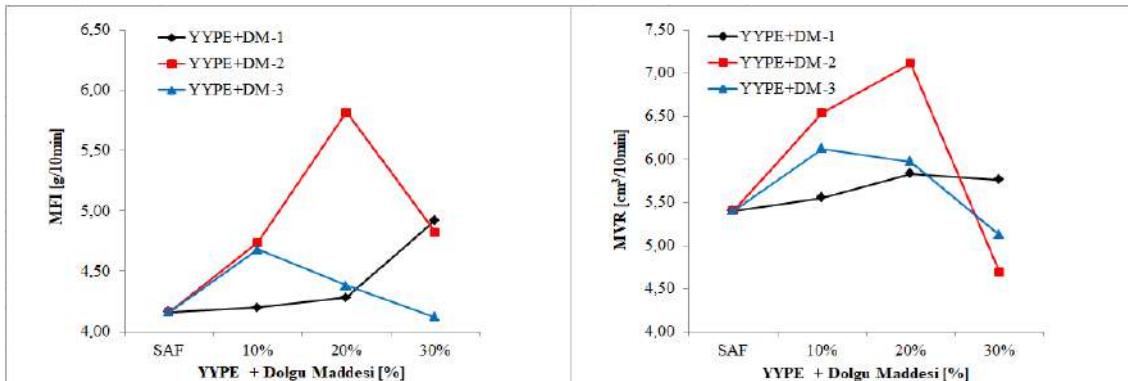 6,50
6,00
5,50
5,00
4,50
4,00
MFI [g/10min]
YYPE+DM-1
YYPE+DM-2
YYPE+DM-3
SAF 10% 20% 30%
YYPE + Dolgu Maddesi [%]
7,50
7,00
6,50
6,00
5,50
5,00
4,50
4,00
MVR [cm³/10min]
YYPE+DM-1
YYPE+DM-2
YYPE+DM-3
SAF 10% 20% 30%
YYPE + Dolgu Maddesi [%]